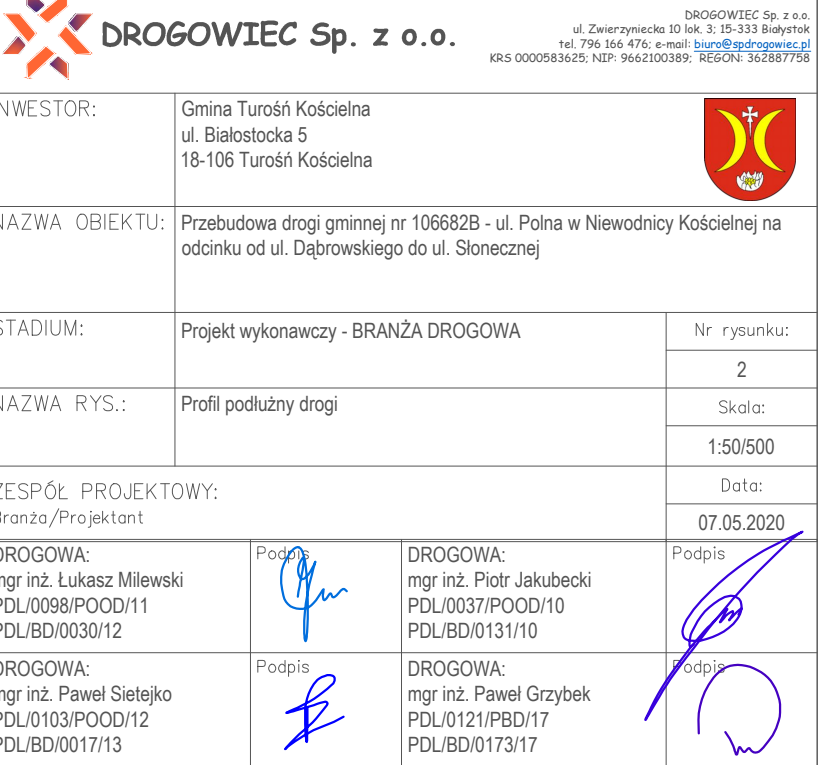 DROGOWIEC Sp. z o.o.
DROGOWIEC Sp. z o.o.
ul. Zwierzyniecka 10 lok. 3; 15-333 Białystok
tel. 796 166 476; e-mail: biuro@spdrogowiec.pl
KRS 0000583625; NIP: 9662100389; REGON: 362887758
INWESTOR:
Gmina Turośń Kościelna
ul. Białostocka 5
18-106 Turośń Kościelna
NAZWA OBIEKTU:
Przebudowa drogi gminnej nr 106682B - ul. Polna w Niewodnicy Kościelnej na
odcinku od ul. Dąbrowskiego do ul. Słonecznej
STADIUM:
Projekt wykonawczy - BRANŻA DROGOWA
Nr rysunku:
2
NAZWA RYS.:
Profil podłużny drogi
Skala:
1:50/500
ZESPÓŁ PROJEKTOWY:
Branża/Projektant
Data:
07.05.2020
DROGOWA:
mgr inż. Łukasz Milewski
PDL/0098/POOD/11
PDL/BD/0030/12
Podpis
DROGOWA:
mgr inż. Piotr Jakubecki
PDL/0037/POOD/10
PDL/BD/0131/10
Podpis
DROGOWA:
mgr inż. Paweł Sietejko
PDL/0103/POOD/12
PDL/BD/0017/13
Podpis
DROGOWA:
mgr inż. Paweł Grzybek
PDL/0121/PBD/17
PDL/BD/0173/17
Podpis